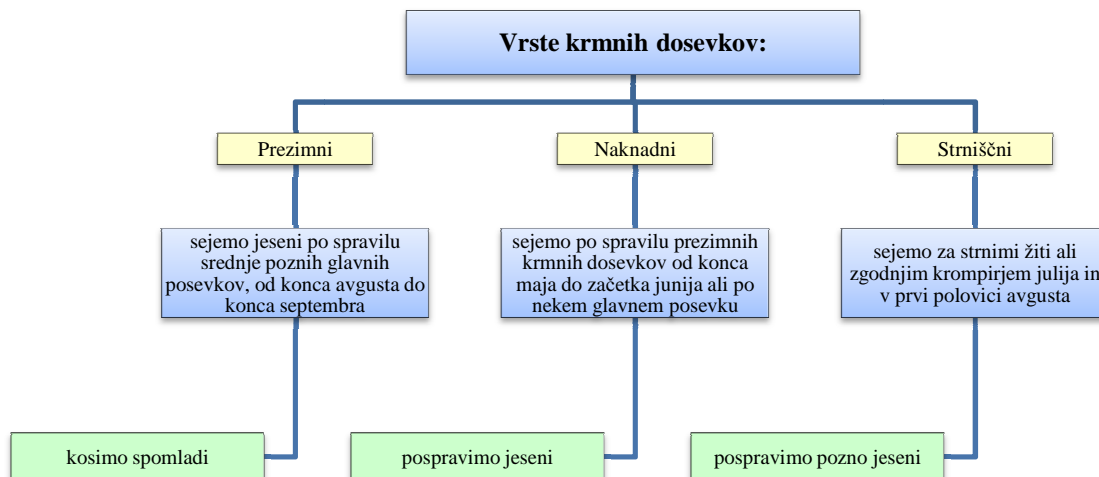 Vrste krmnih dosevkov:
Prezimni
Naknadni
Strniščni
sejemo jeseni po spravilu
srednje poznih glavnih
posevkov, od konca avgusta do
konca septembra
sejemo po spravilu prezimnih
krmnih dosevkov od konca
maja do začetka junija ali po
nekem glavnem posevku
sejemo za strnimi žiti ali
zgodnjim krompirjem julija in
v prvi polovici avgusta
kosimo spomladi
pospravimo jeseni
pospravimo pozno jeseni